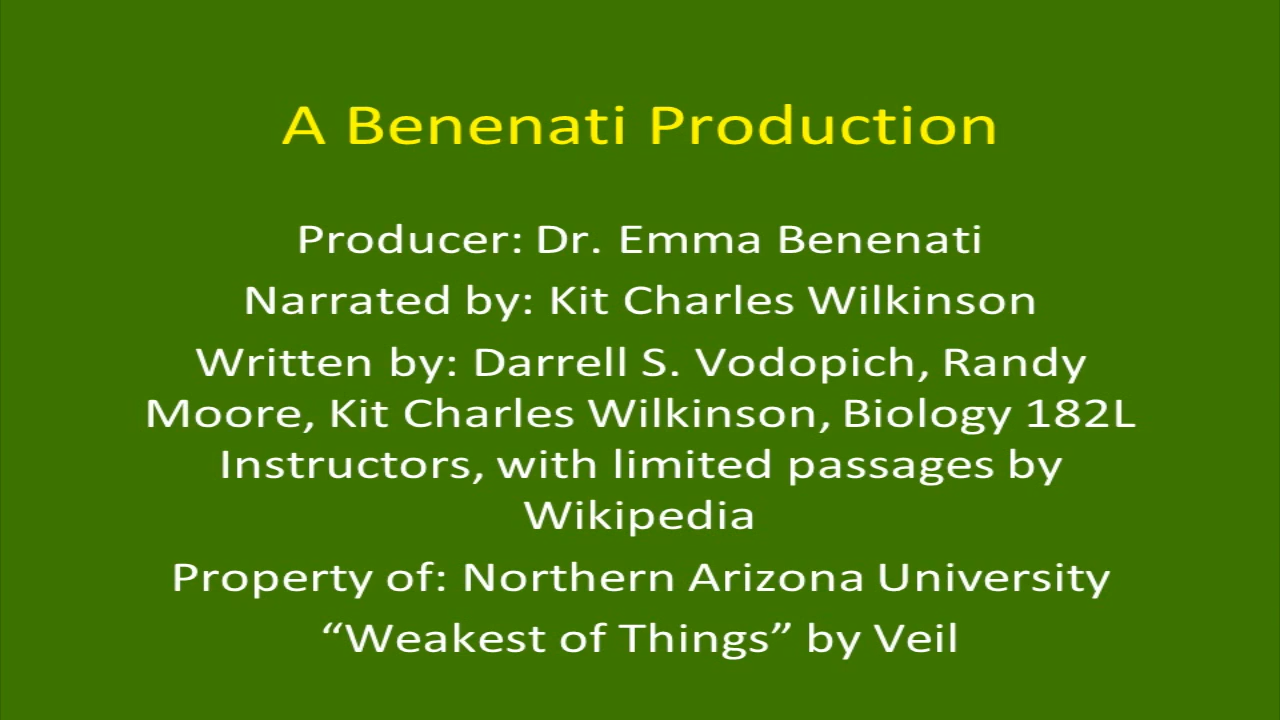 A Benenati Production
Producer: Dr. Emma Benenati
Narrated by: Kit Charles Wilkinson
Written by: Darrell S. Vodopich, Randy
Moore, Kit Charles Wilkinson, Biology 182L
Instructors, with limited passages by
Wikipedia
Property of: Northern Arizona University
“Weakest of Things” by Veil